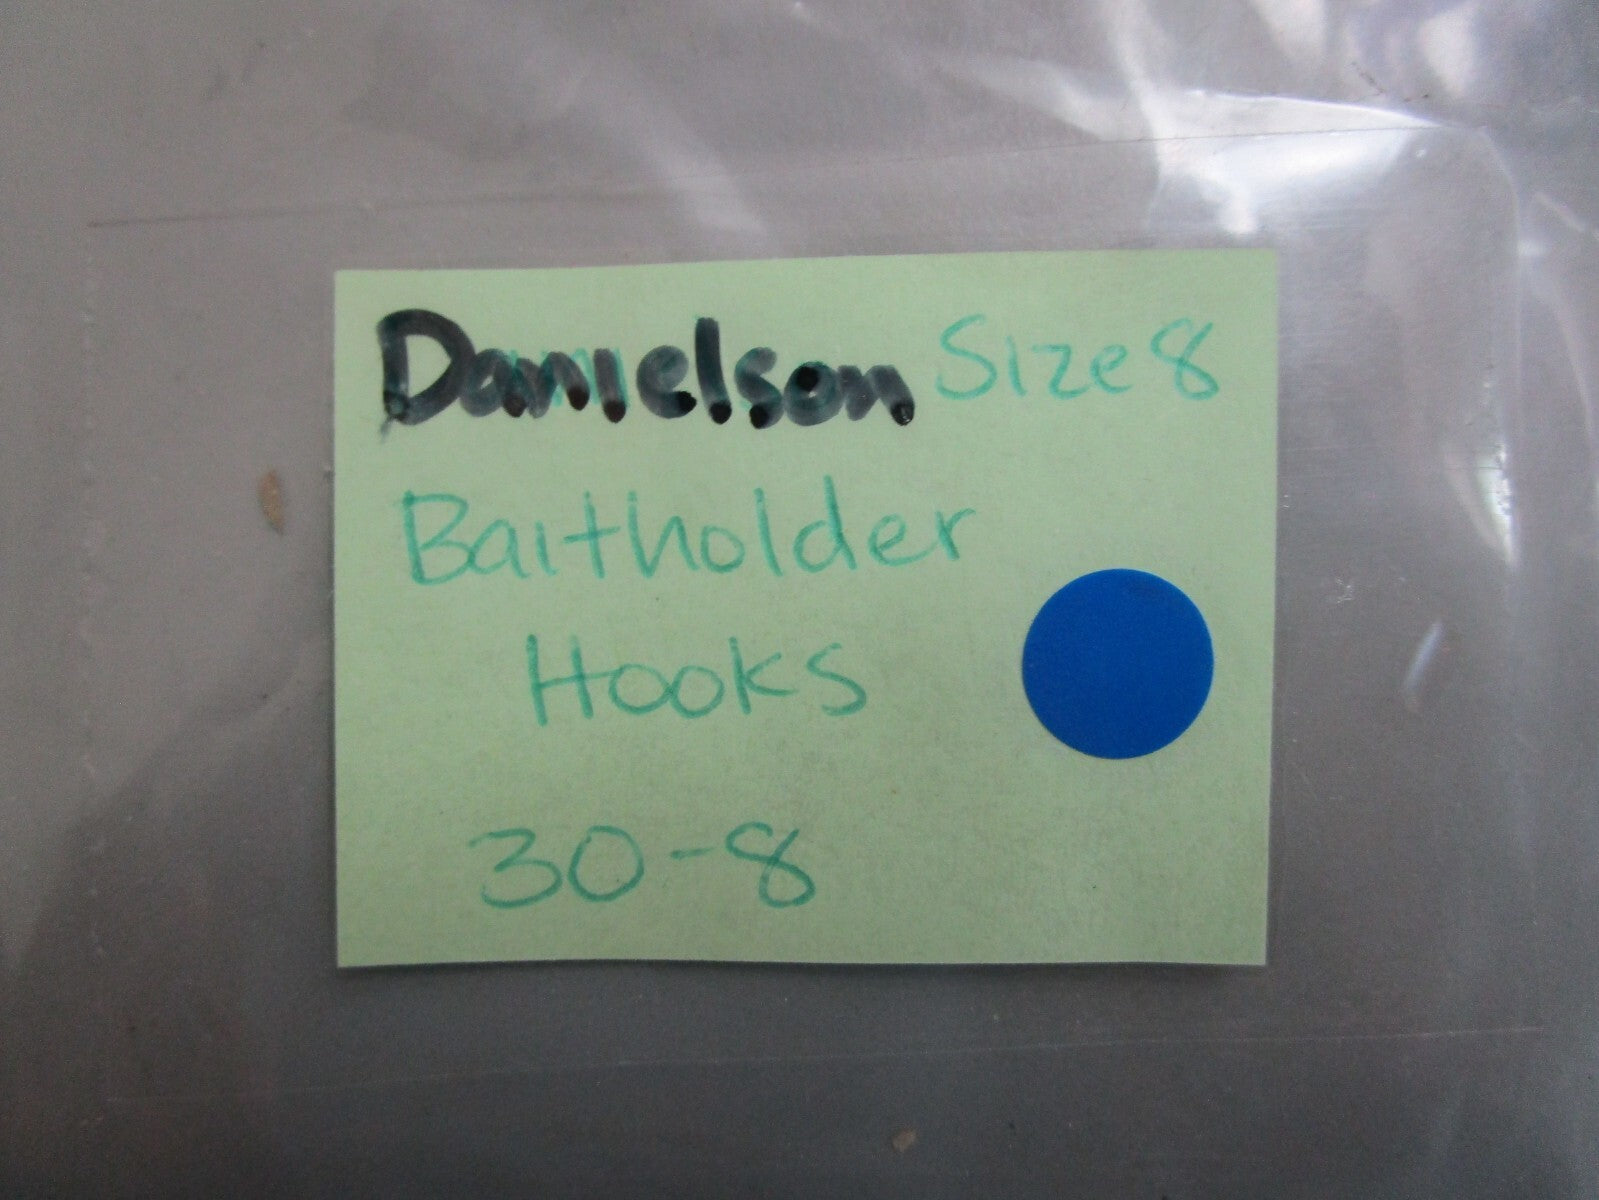 Danielson Size 8
Baitholder
Hooks
30-8